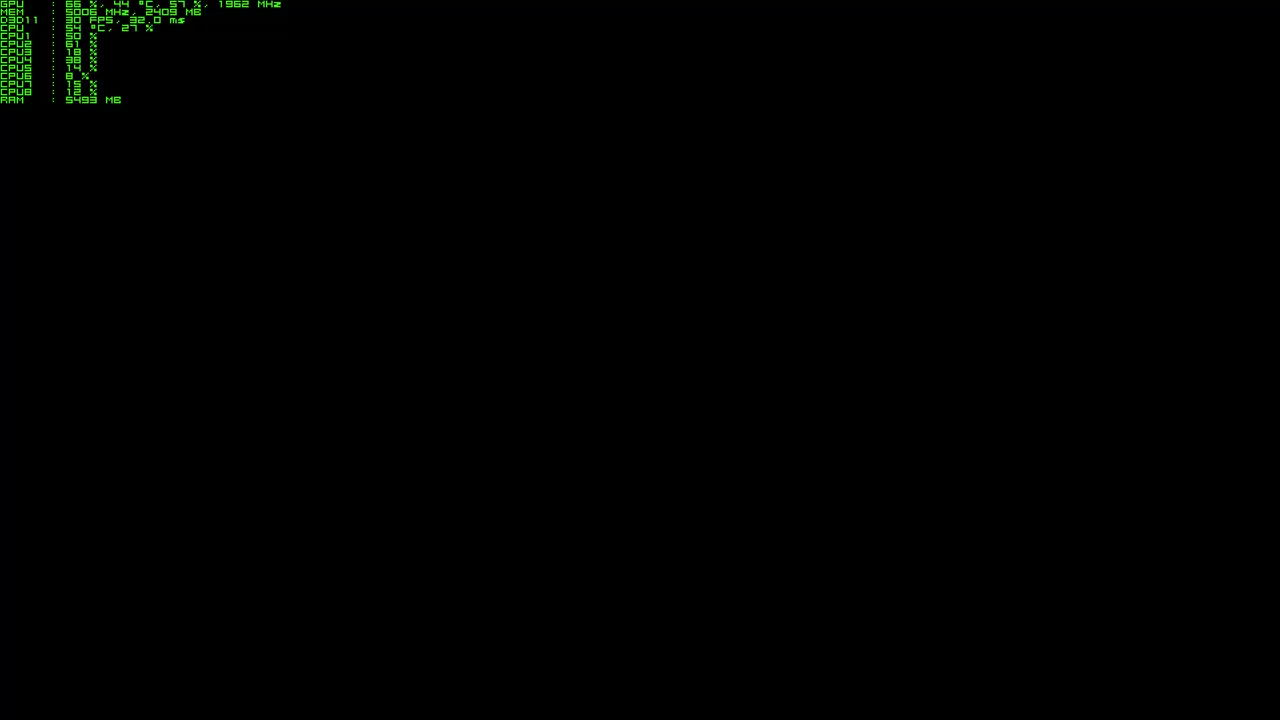 GPU : 66 %, 44 °C, 57 %, 1962 MHz
MEM : 5006 MHz, 2409 MB
D3D11 : 30 FPS, 32.0 ms
CPU : 54 °C, 27 %
CPU1 : 50 %
CPU2 : 61 %
CPU3 : 18 %
CPU4 : 38 %
CPU5 : 14 %
CPU6 : 8 %
CPU7 : 15 %
CPU8 : 12 %
RAM : 5493 MB